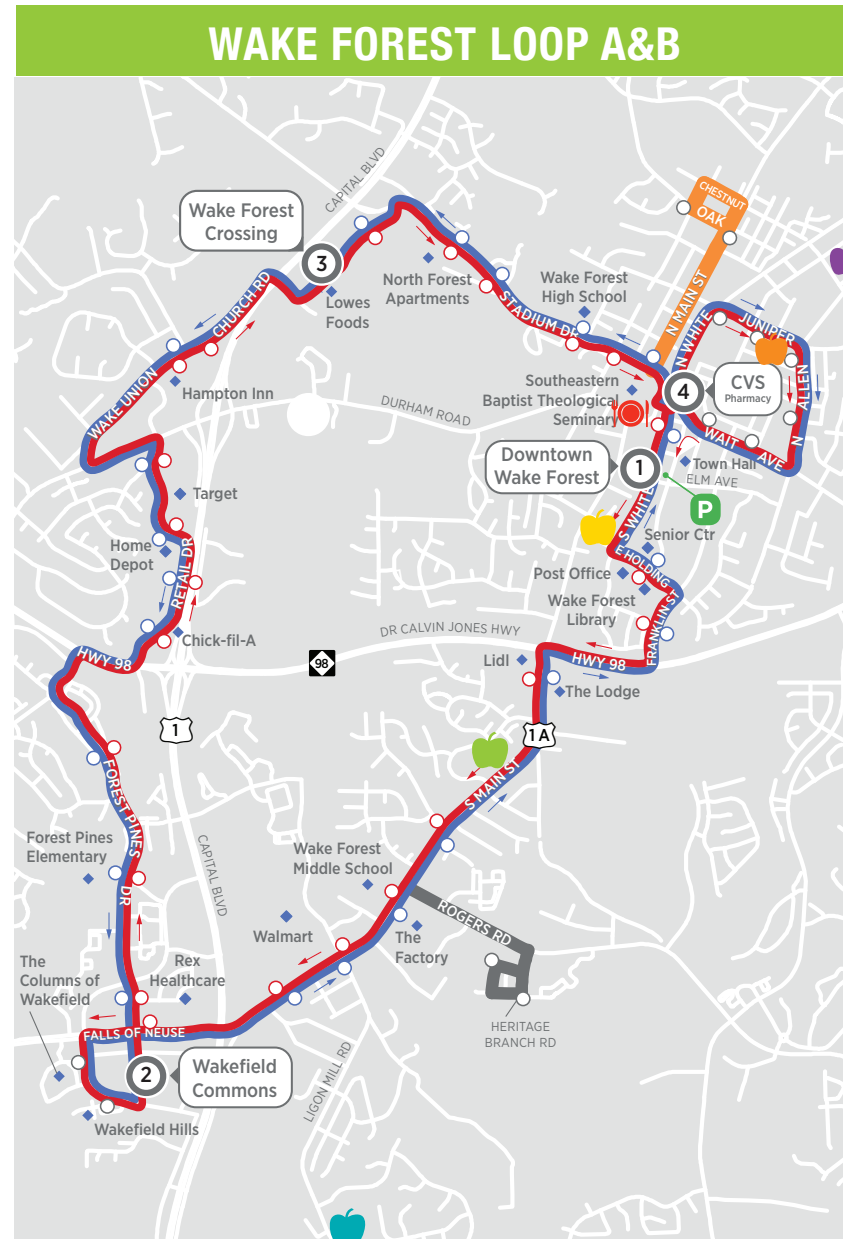 WAKE FOREST LOOP A&B
CAPITAL BLVD
CHESTNUT
OAK
Wake Forest
Crossing
3
North Forest
Apartments
Wake Forest
High School
N MAIN ST
Lowes
Foods
STADIUM DR
N WHITE
JUNIPER
CHURCH RD
WAKE UNION
Hampton Inn
Southeastern
Baptist Theological
Seminary
4
CVS
Pharmacy
N ALLEN
DURHAM ROAD
WAIT AVE
Downtown
Wake Forest
1
Town Hall
ELM AVE
Target
P
S WHITE
Senior Ctr
Home
Depot
RETAIL DR
E HOLDING
Post Office
Wake Forest
Library
FRANKLIN ST
Chick-fil-A
DR CALVIN JONES HWY
HWY 98
98
Lidl
HWY 98
The Lodge
1
1A
S MAIN ST
FOREST PINES DR
Forest Pines
Elementary
CAPITAL BLVD
Wake Forest
Middle School
ROGERS RD
Walmart
The
Factory
The
Columns of
Wakefield
Rex
Healthcare
HERITAGE
BRANCH RD
FALLS OF NEUSE
2
Wakefield
Commons
LIGON MILL RD
Wakefield Hills